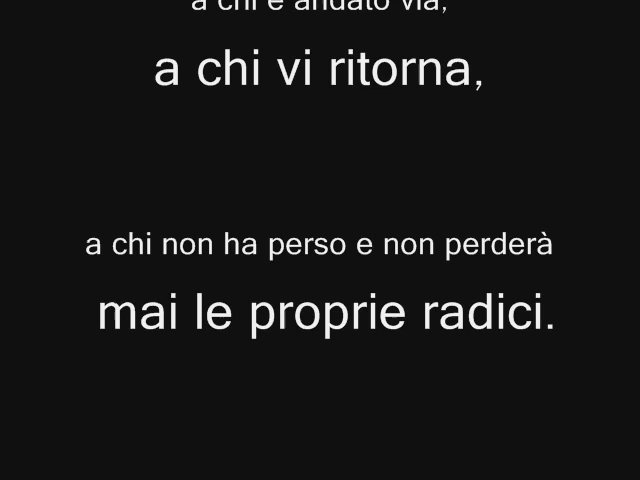 a chi è andato via,
a chi vi ritorna,
a chi non ha perso e non perderà
mai le proprie radici.